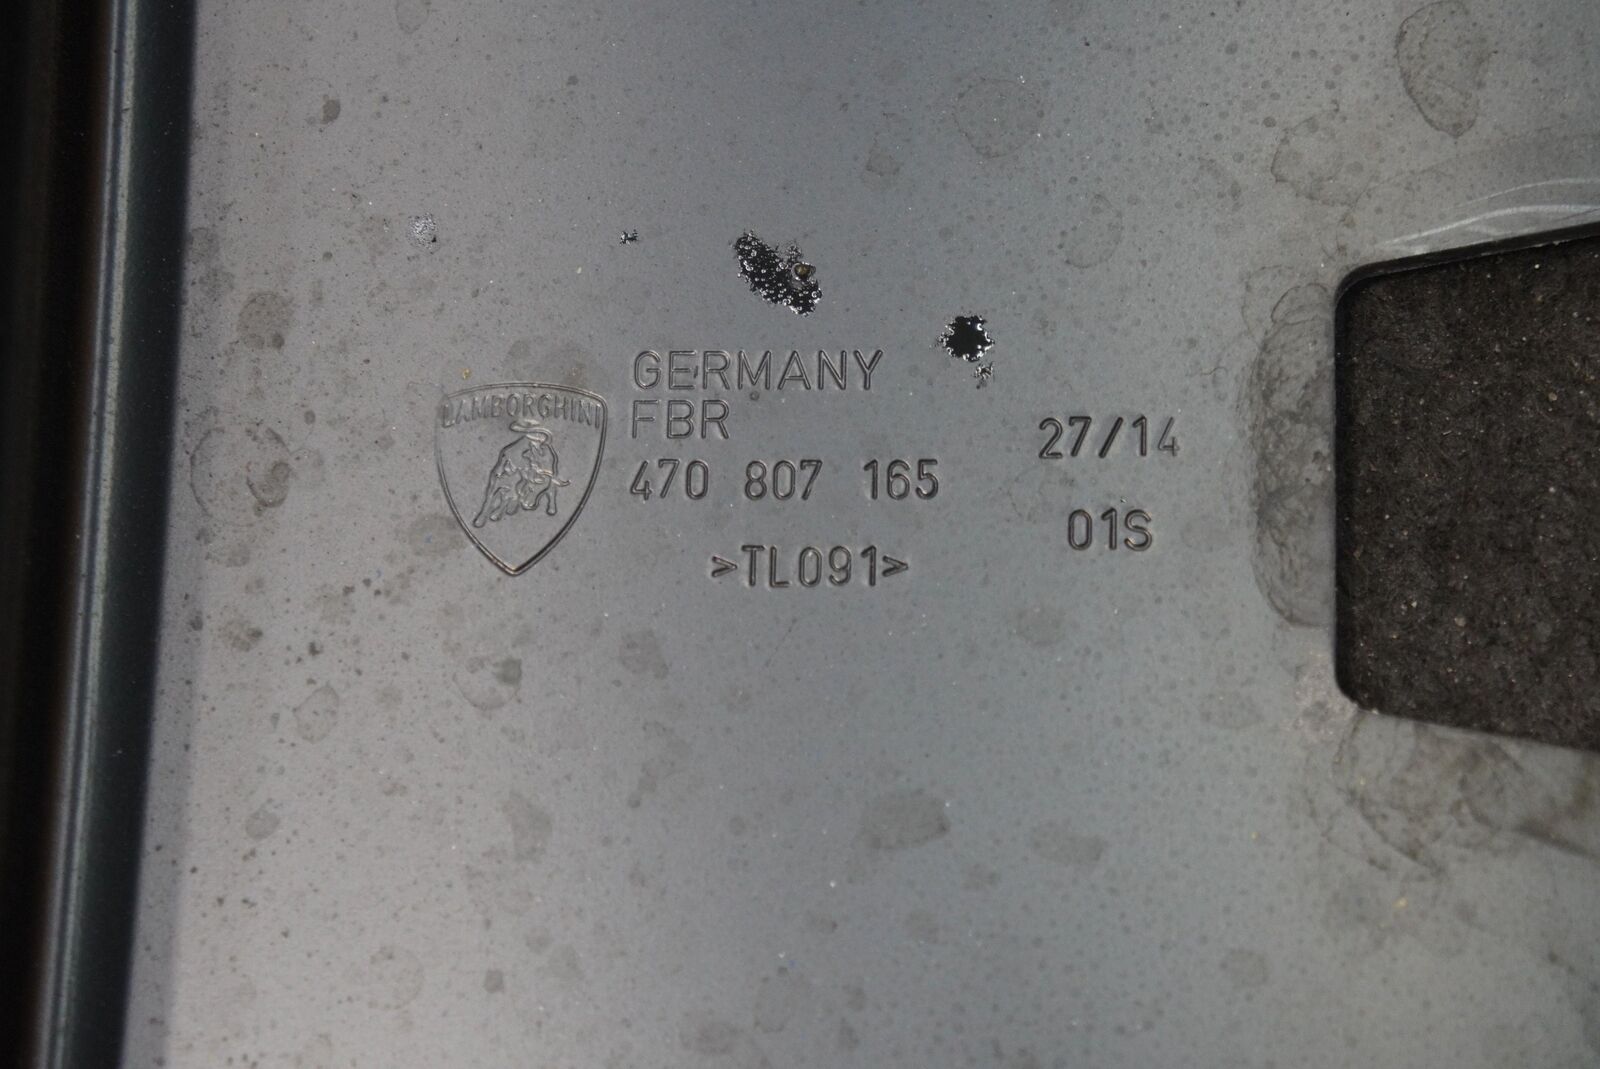 LAMBORGHINI
GERMANY
FBR
470 807 165
>TL091<
27/14
01S